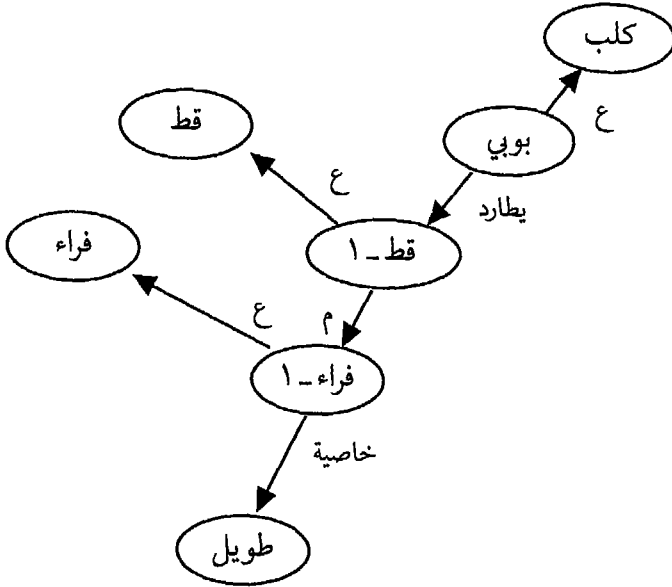 كلب
ع
قط
بوبي
ع
يطارد
فراء
قط - ١
ع
م
فراء - ١
خاصية
طويل